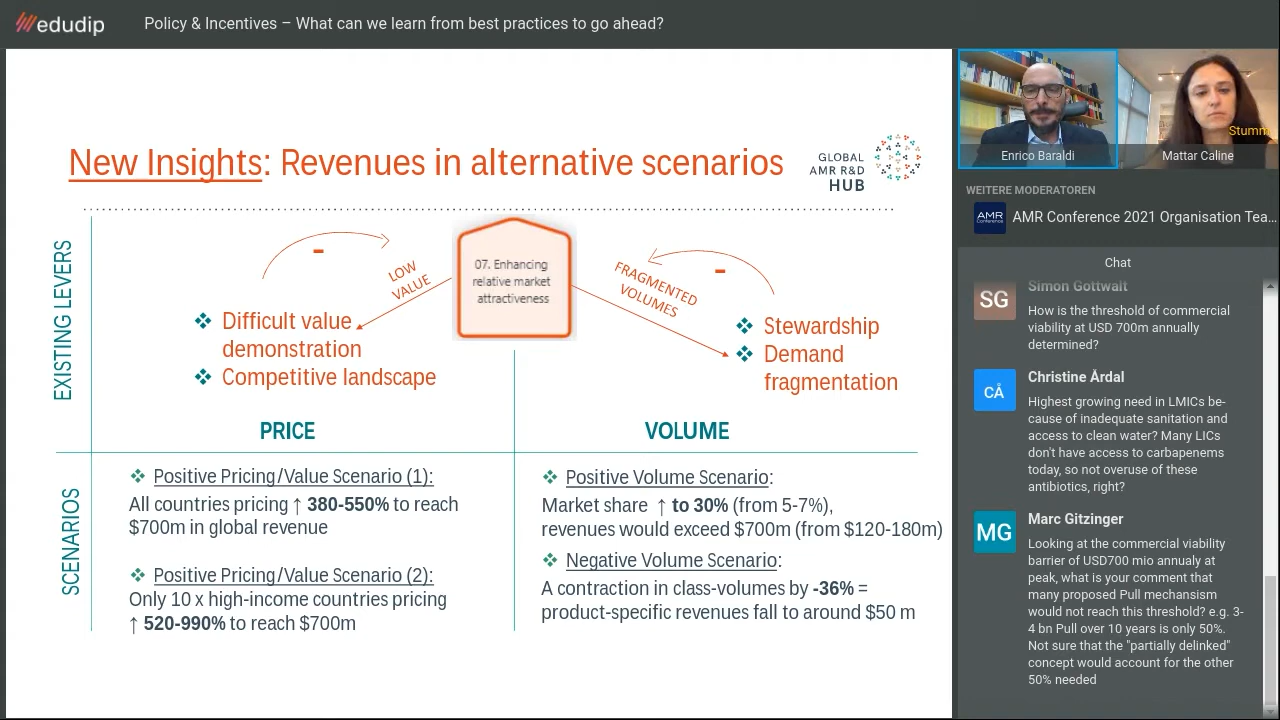 edudip
Policy & Incentives – What can we learn from best practices to go ahead?
New Insights: Revenues in alternative scenarios
GLOBAL
AMR R&D
HUB
EXISTING LEVERS
-
LOW
VALUE
07. Enhancing
relative market
attractiveness
FRAGMENTED
VOLUMES
-
❖ Difficult value
demonstration
❖ Competitive landscape
❖ Stewardship
❖ Demand
fragmentation
PRICE
VOLUME
SCENARIOS
❖ Positive Pricing/Value Scenario (1):
All countries pricing ↑ 380-550% to reach
$700m in global revenue
❖ Positive Pricing/Value Scenario (2):
Only 10 x high-income countries pricing
↑ 520-990% to reach $700m
❖ Positive Volume Scenario:
Market share ↑ to 30% (from 5-7%),
revenues would exceed $700m (from $120-180m)
❖ Negative Volume Scenario:
A contraction in class-volumes by -36% =
product-specific revenues fall to around $50 m
Enrico Baraldi
Stumm
Mattar Caline
WEITERE MODERATOREN
AMR
Conference
AMR Conference 2021 Organisation Tea...
Chat
SG
Simon Gottwalt
How is the threshold of commercial
viability at USD 700m annually
determined?
CÅ
Christine Årdal
Highest growing need in LMICs be-
cause of inadequate sanitation and
access to clean water? Many LICs
don't have access to carbapenems
today, so not overuse of these
antibiotics, right?
MG
Marc Gitzinger
Looking at the commercial viability
barrier of USD700 mio annualy at
peak, what is your comment that
many proposed Pull mechansism
would not reach this threshold? e.g. 3-
4 bn Pull over 10 years is only 50%.
Not sure that the "partially delinked"
concept would account for the other
50% needed